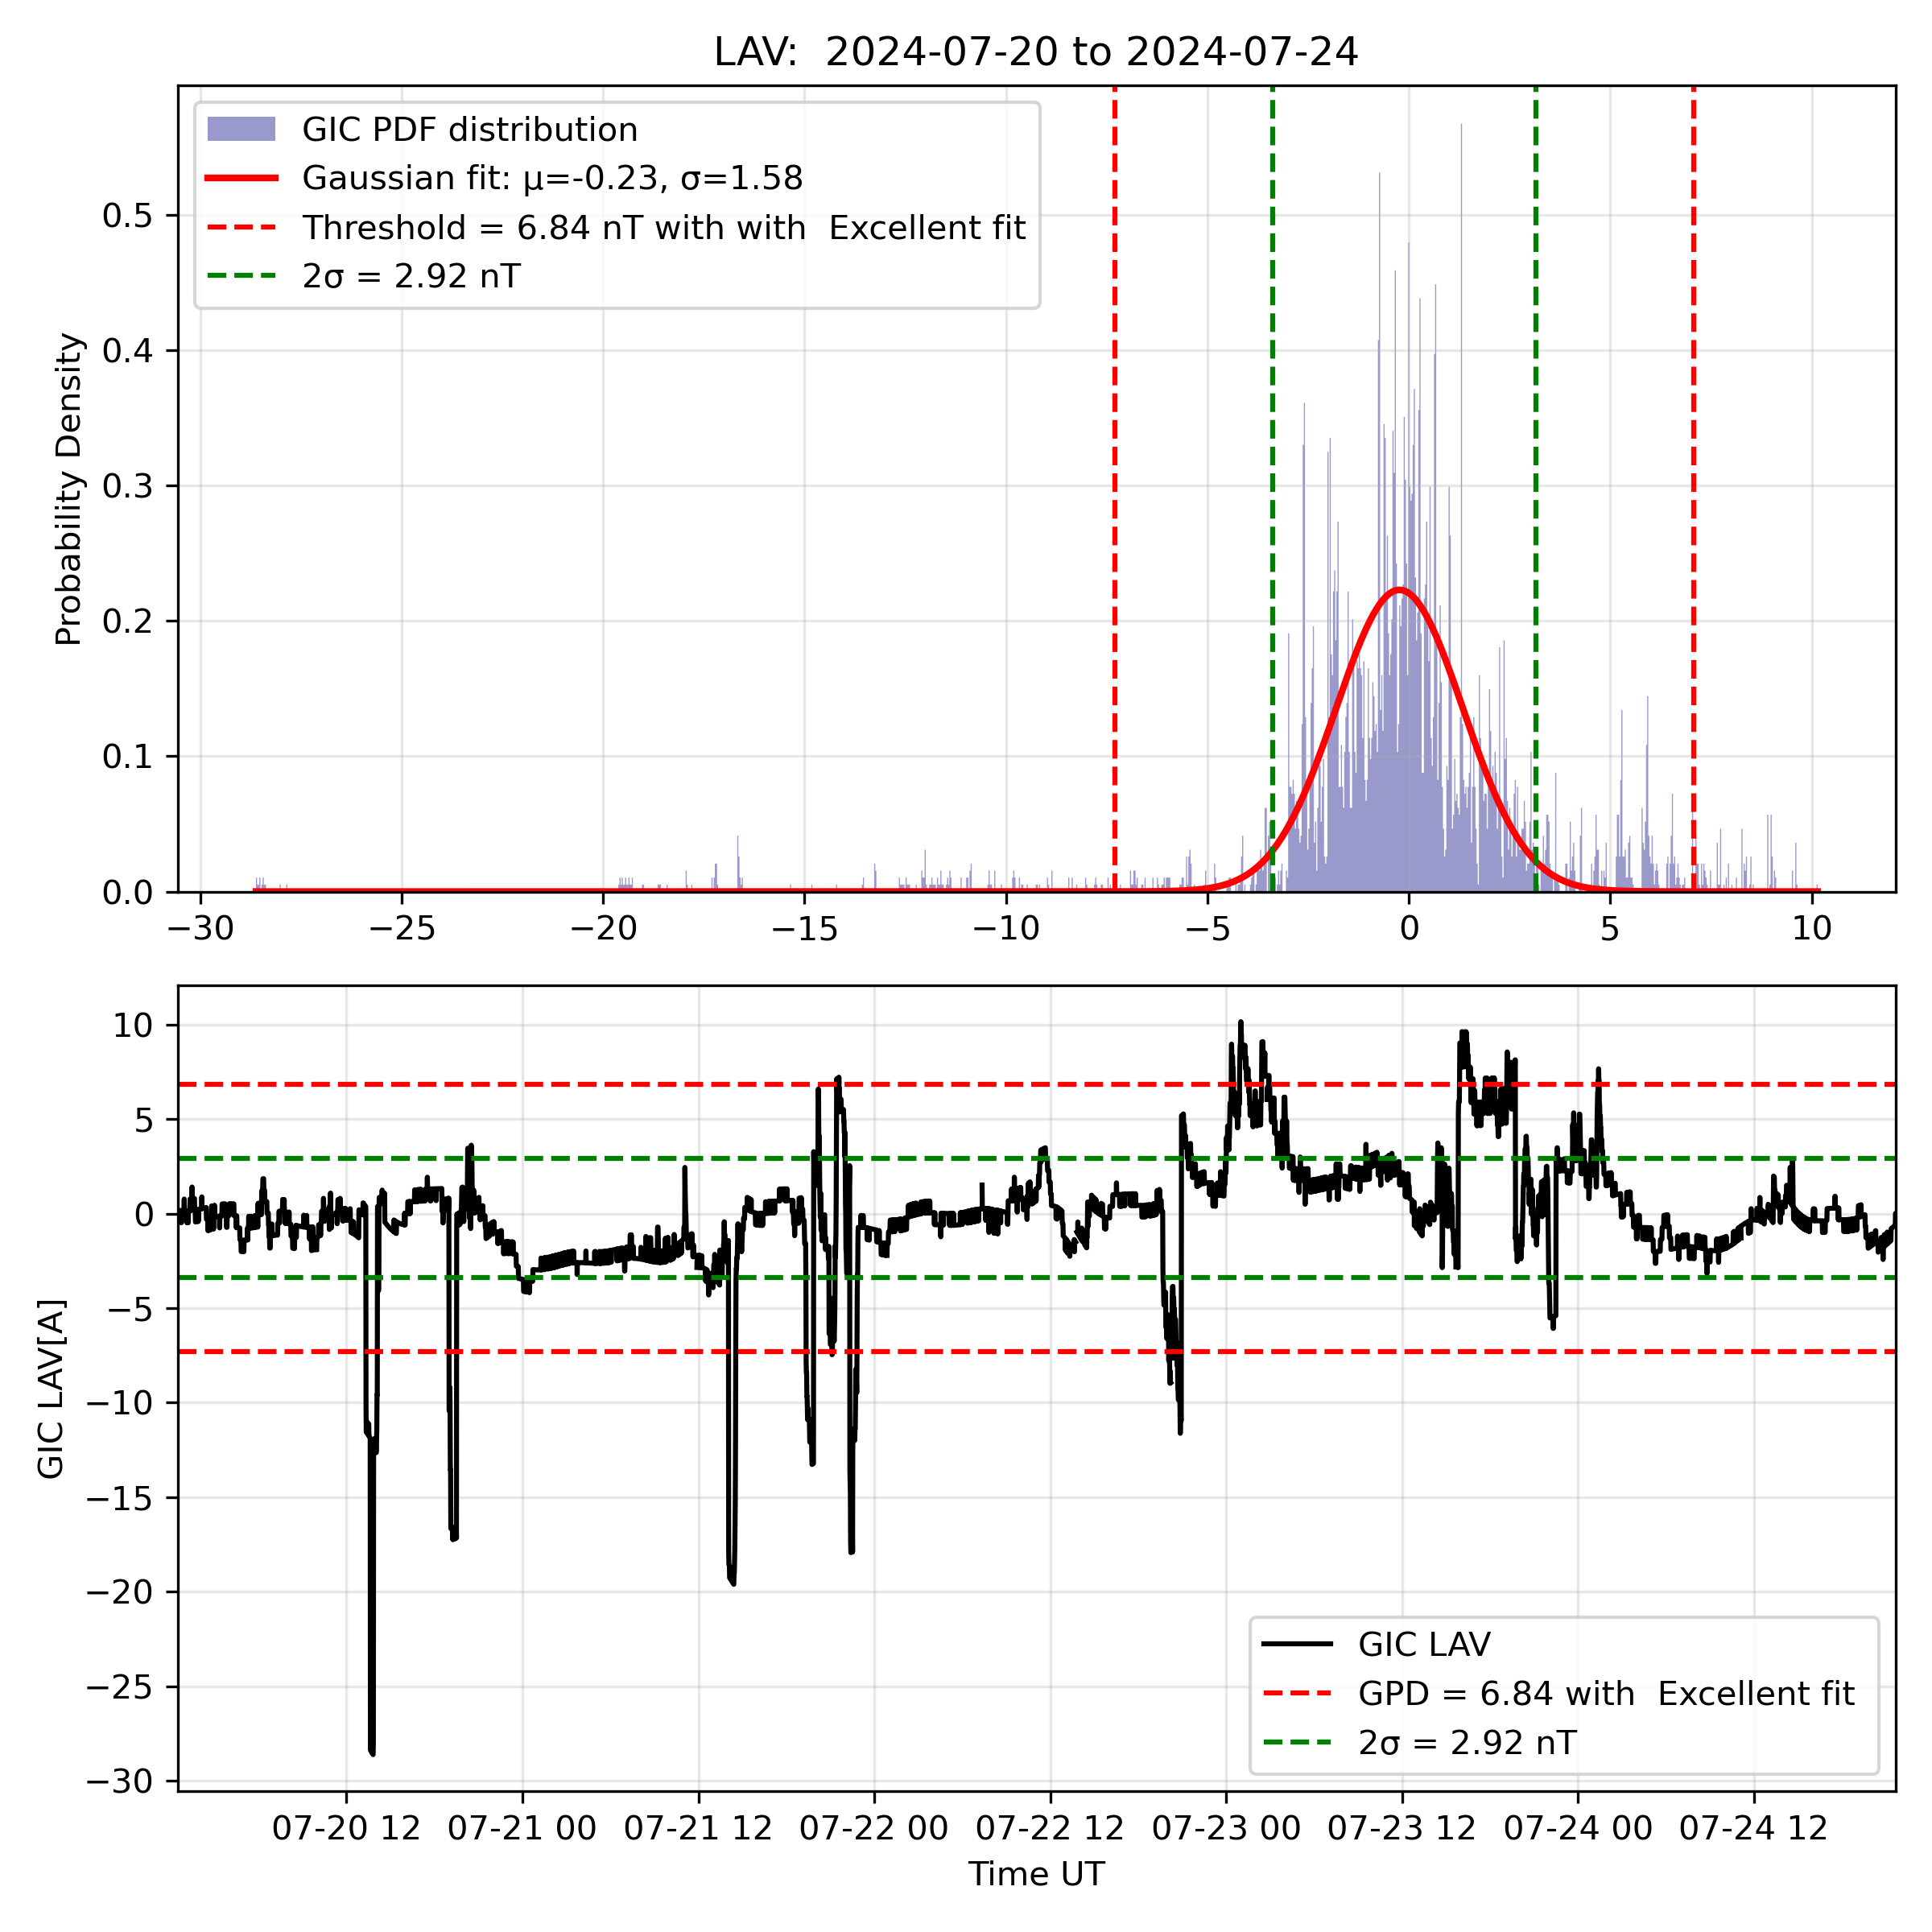 LAV:  2024-07-20 to 2024-07-24
GIC PDF distribution
Gaussian fit: μ=-0.23, σ=1.58
Threshold = 6.84 nT with with  Excellent fit
2σ = 2.92 nT
Probability Density
0.5
0.4
0.3
0.2
0.1
0.0
−30 −25 −20 −15 −10 −5 0 5 10
GIC LAV[A]
10
5
0
−5
−10
−15
−20
−25
−30
GIC LAV
GPD = 6.84 with  Excellent fit
2σ = 2.92 nT
07-20 12 07-21 00 07-21 12 07-22 00 07-22 12 07-23 00 07-23 12 07-24 00 07-24 12
Time UT